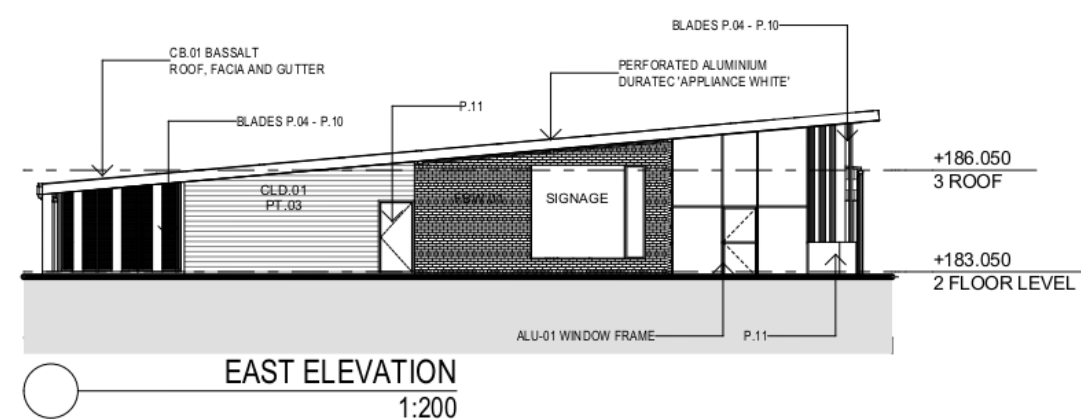 BLADES P.04 - P.10
CB.01 BASSALT
ROOF, FACIA AND GUTTER
PERFORATED ALUMINIUM
DURATEC 'APPLIANCE WHITE'
P.11
BLADES P.04 - P.10
+186.050
3 ROOF
CLD.01
PT.03
SIGNAGE
+183.050
2 FLOOR LEVEL
ALU-01 WINDOW FRAME
P.11
EAST ELEVATION
1:200